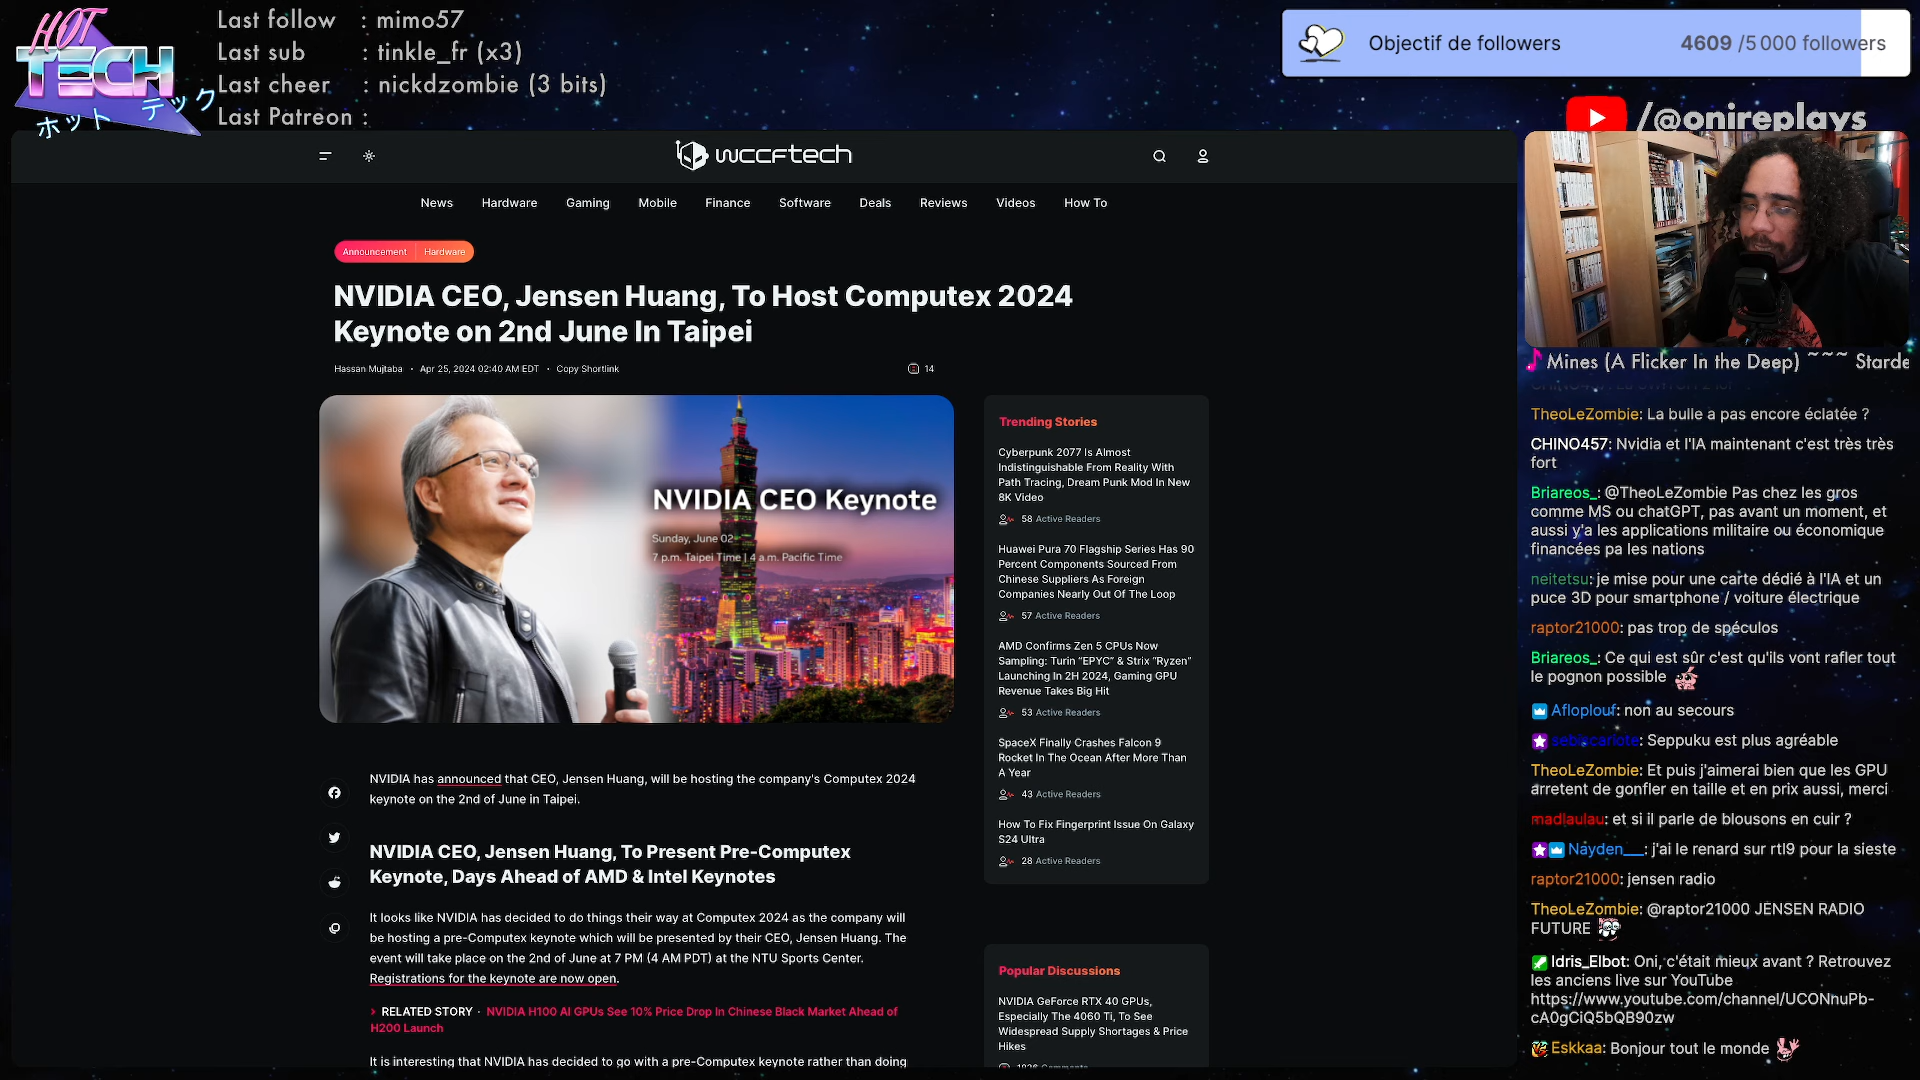 HOT
TECH
ホット テック
Last follow : mimo57
Last sub : tinkle_fr (x3)
Last cheer : nickdzombie (3 bits)
Last Patreon :
Objectif de followers
4609 /5 000 followers
/@onireplays
wccftech
News
Hardware
Gaming
Mobile
Finance
Software
Deals
Reviews
Videos
How To
Announcement
Hardware
NVIDIA CEO, Jensen Huang, To Host Computex 2024
Keynote on 2nd June In Taipei
Hassan Mujtaba • Apr 25, 2024 02:40 AM EDT • Copy Shortlink
14
NVIDIA CEO Keynote
Sunday, June 02
7 p.m. Taipei Time | 4 a.m. Pacific Time
NVIDIA has announced that CEO, Jensen Huang, will be hosting the company's Computex 2024
keynote on the 2nd of June in Taipei.
NVIDIA CEO, Jensen Huang, To Present Pre-Computex
Keynote, Days Ahead of AMD & Intel Keynotes
It looks like NVIDIA has decided to do things their way at Computex 2024 as the company will
be hosting a pre-Computex keynote which will be presented by their CEO, Jensen Huang. The
event will take place on the 2nd of June at 7 PM (4 AM PDT) at the NTU Sports Center.
Registrations for the keynote are now open.
RELATED STORY · NVIDIA H100 AI GPUs See 10% Price Drop In Chinese Black Market Ahead of
H200 Launch
It is interesting that NVIDIA has decided to go with a pre-Computex keynote rather than doing
Trending Stories
Cyberpunk 2077 Is Almost
Indistinguishable From Reality With
Path Tracing, Dream Punk Mod In New
8K Video
58 Active Readers
Huawei Pura 70 Flagship Series Has 90
Percent Components Sourced From
Chinese Suppliers As Foreign
Companies Nearly Out Of The Loop
57 Active Readers
AMD Confirms Zen 5 CPUs Now
Sampling: Turin “EPYC” & Strix “Ryzen”
Launching In 2H 2024, Gaming GPU
Revenue Takes Big Hit
53 Active Readers
SpaceX Finally Crashes Falcon 9
Rocket In The Ocean After More Than
A Year
43 Active Readers
How To Fix Fingerprint Issue On Galaxy
S24 Ultra
28 Active Readers
Popular Discussions
NVIDIA GeForce RTX 40 GPUs,
Especially The 4060 Ti, To See
Widespread Supply Shortages & Price
Hikes
Mines (A Flicker In the Deep) ~~~ Starde
TheoLeZombie: La bulle a pas encore éclatée ?
CHINO457: Nvidia et l'IA maintenant c'est très très
fort
Briareos_: @TheoLeZombie Pas chez les gros
comme MS ou chatGPT, pas avant un moment, et
aussi y'a les applications militaire ou économique
financées pa les nations
neitetsu: je mise pour une carte dédié à l'IA et un
puce 3D pour smartphone / voiture électrique
raptor21000: pas trop de spéculos
Briareos_: Ce qui est sûr c'est qu'ils vont rafler tout
le pognon possible
Afloplouf: non au secours
sebiscariote: Seppuku est plus agréable
TheoLeZombie: Et puis j'aimerai bien que les GPU
arretent de gonfler en taille et en prix aussi, merci
madlaulau: et si il parle de blousons en cuir ?
Nayden___: j'ai le renard sur rtl9 pour la sieste
raptor21000: jensen radio
TheoLeZombie: @raptor21000 JENSEN RADIO
FUTURE
Idris_Elbot: Oni, c'était mieux avant ? Retrouvez
les anciens live sur YouTube
https://www.youtube.com/channel/UCONnuPb-
cA0gCiQ5bQB90zw
Eskkaa: Bonjour tout le monde